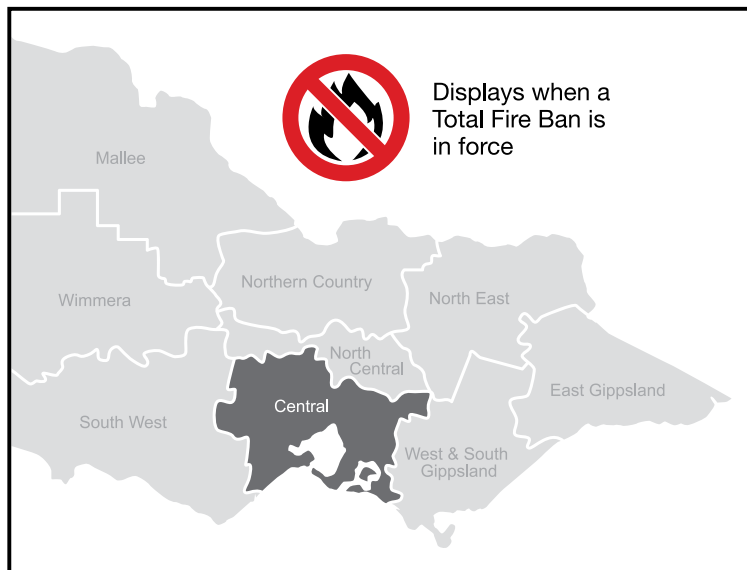 Displays when a
Total Fire Ban is
in force
Mallee
Northern Country
Wimmera
North East
North
Central
East Gippsland
Central
South West
West & South
Gippsland